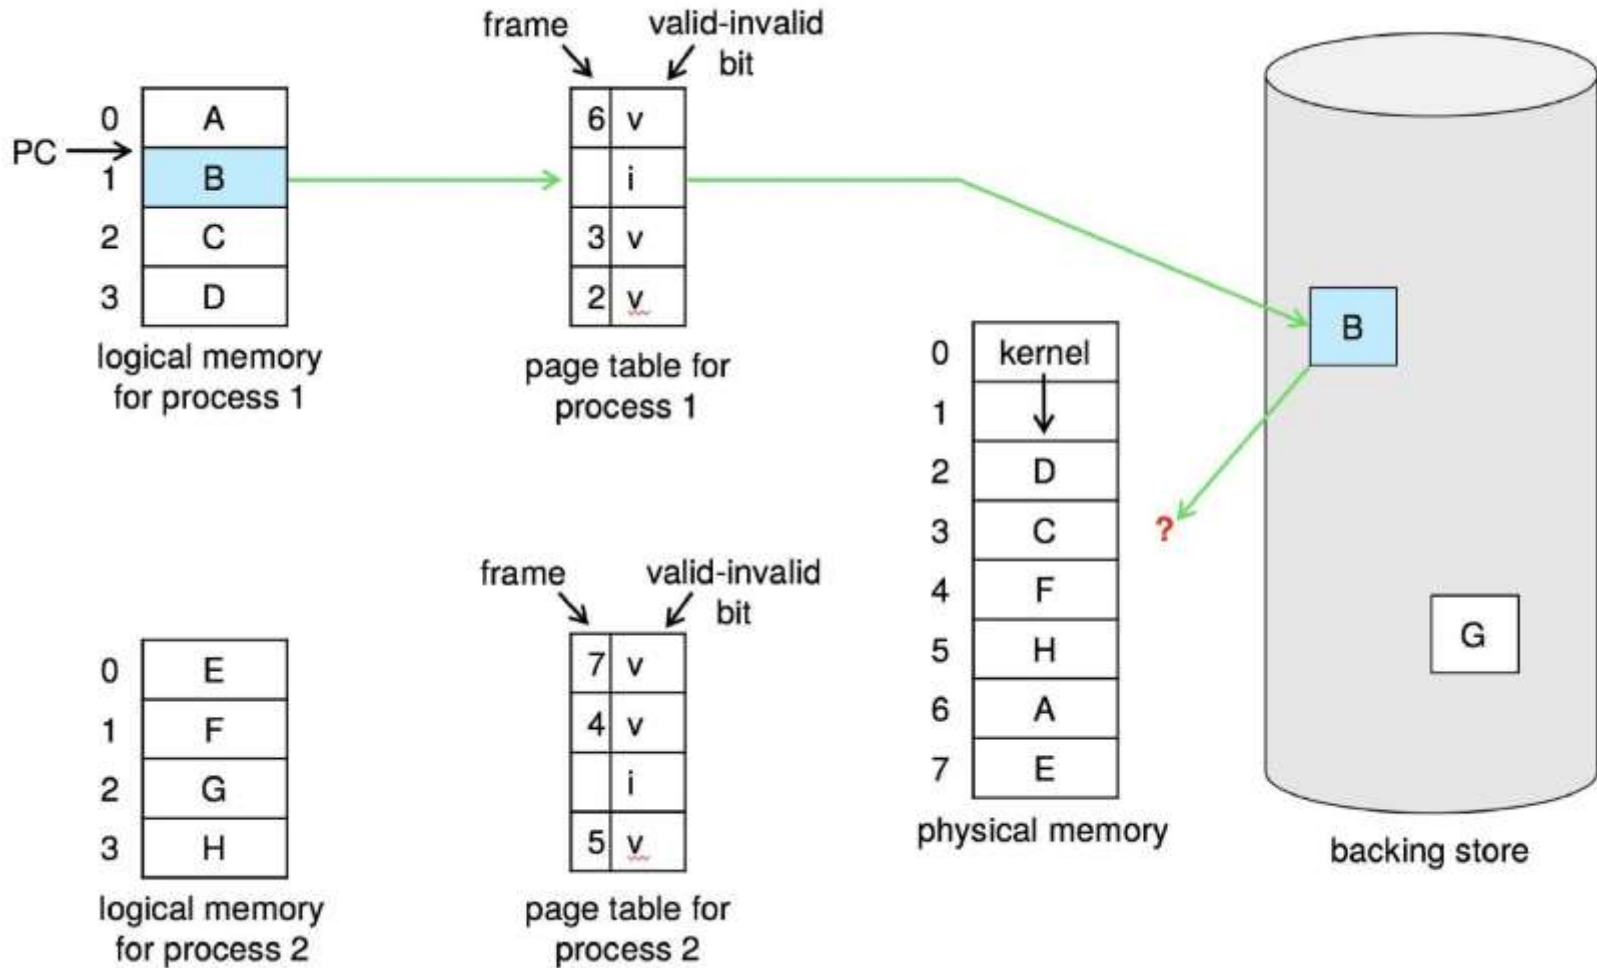 frame
valid-invalid
bit
PC
0 A
1 B
2 C
3 D
logical memory
for process 1
6 v
i
3 v
2 v
page table for
process 1
0 kernel
1
2 D
3 C
4 F
5 H
6 A
7 E
physical memory
?
B
G
backing store
0 E
1 F
2 G
3 H
logical memory
for process 2
frame
valid-invalid
bit
7 v
4 v
i
5 v
page table for
process 2